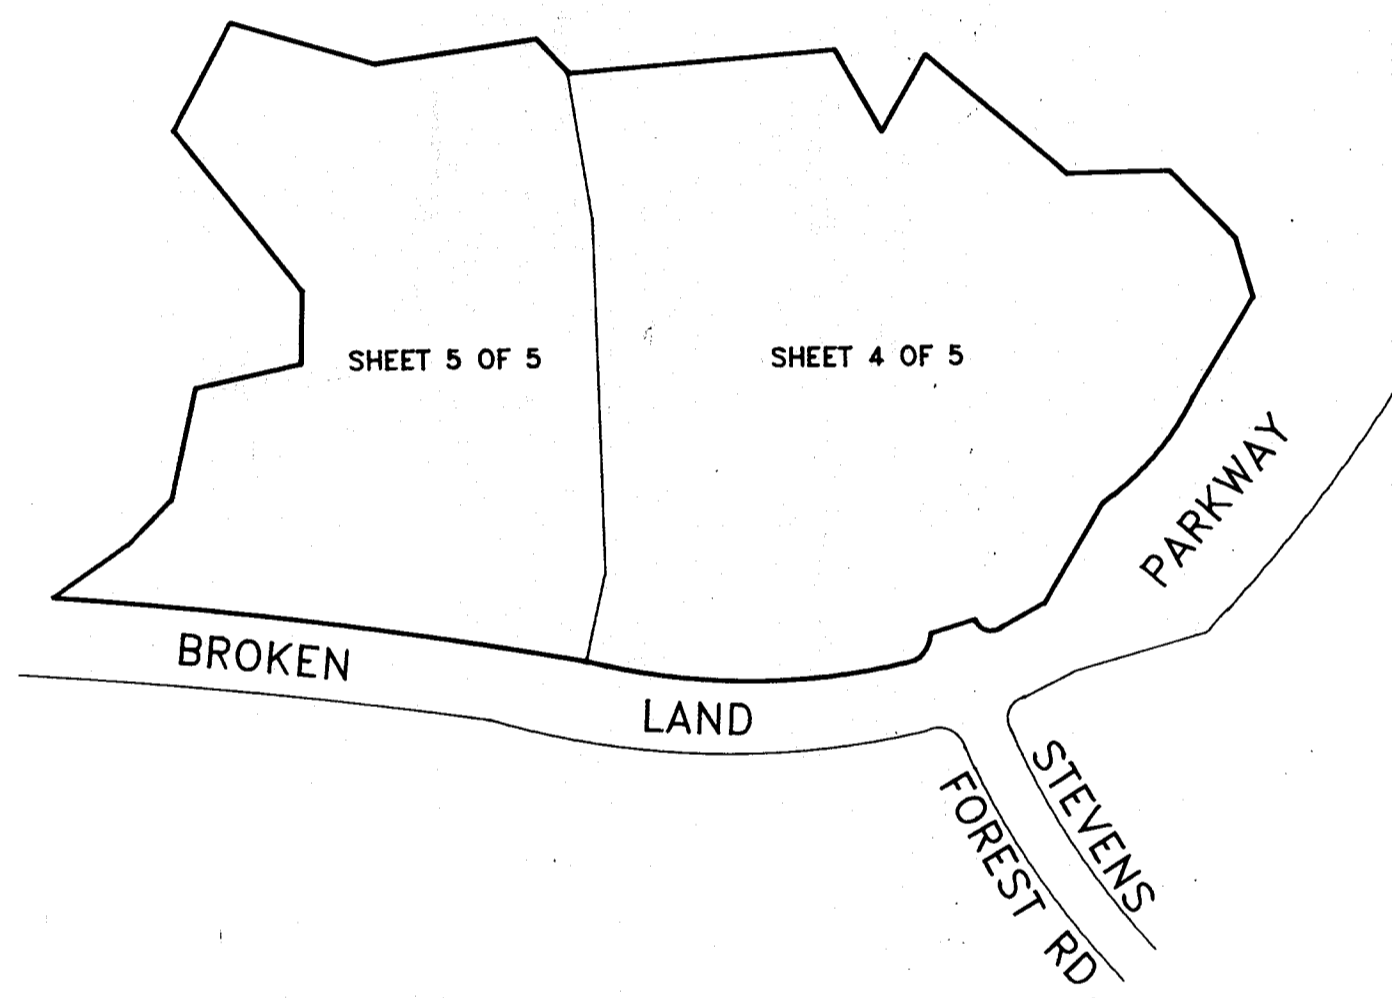 SHEET 5 OF 5
SHEET 4 OF 5
BROKEN
LAND
PARKWAY
STEVENS
FOREST RD